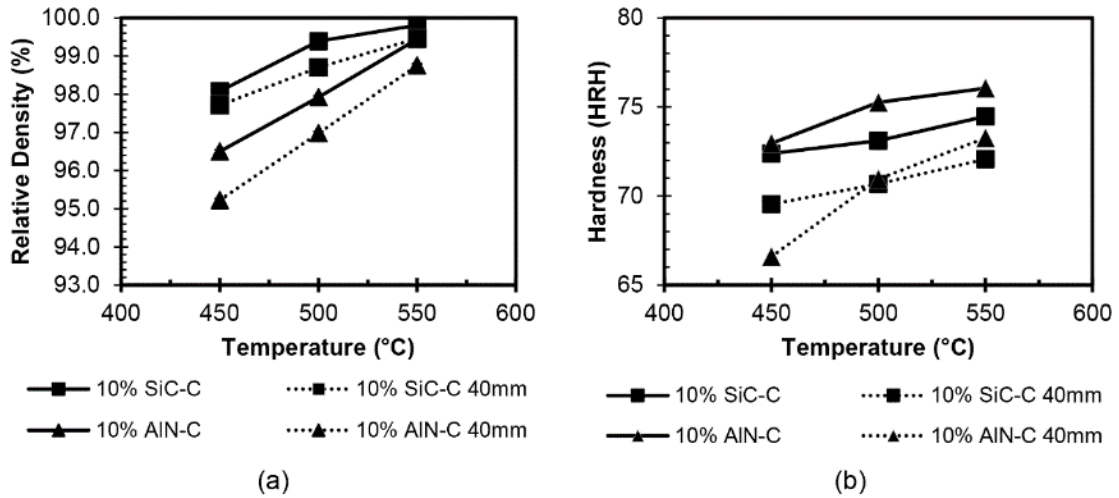 100.0
99.0
98.0
97.0
96.0
95.0
94.0
93.0
Relative Density (%)
400 450 500 550 600
Temperature (°C)
10% SiC-C 10% SiC-C 40mm
10% AlN-C 10% AlN-C 40mm
(a)
80
75
70
65
Hardness (HRH)
400 450 500 550 600
Temperature (°C)
10% SiC-C 10% SiC-C 40mm
10% AlN-C 10% AlN-C 40mm
(b)